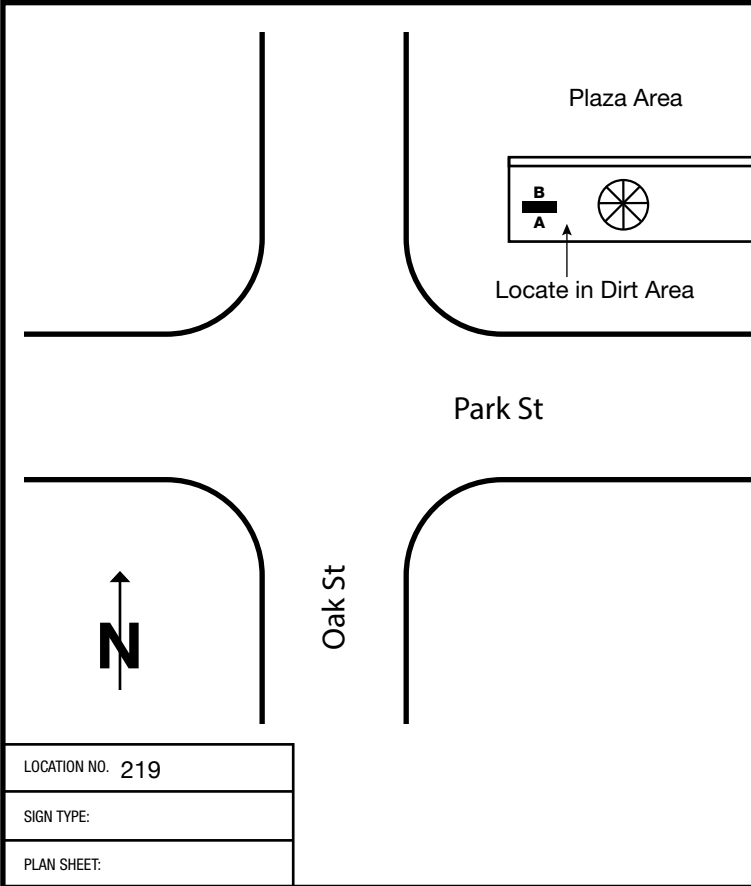 Plaza Area
B
A
Locate in Dirt Area
Park St
Oak St
N
LOCATION NO. 219
SIGN TYPE:
PLAN SHEET: